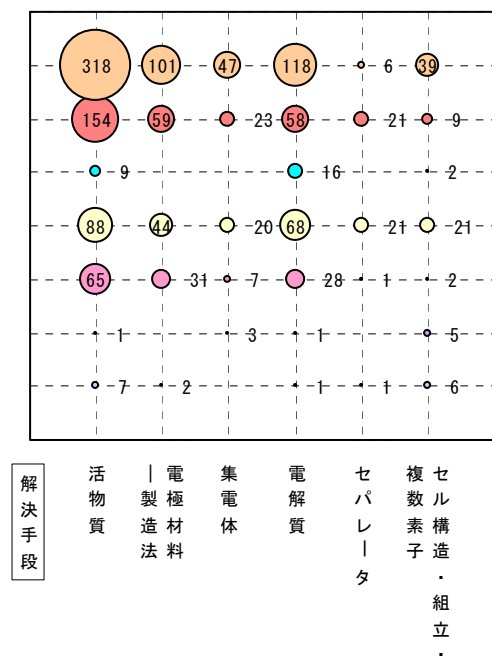 318 101 47 118 6 39
154 59 23 58 21 9
9 16 2
88 44 20 68 21 21
65 31 7 28 1 2
1 3 1 5
7 2 1 1 6
解決手段
活物質
電極材料
ー製造法
集電体
電解質
セパレータ
セル構造・組立・
複数素子